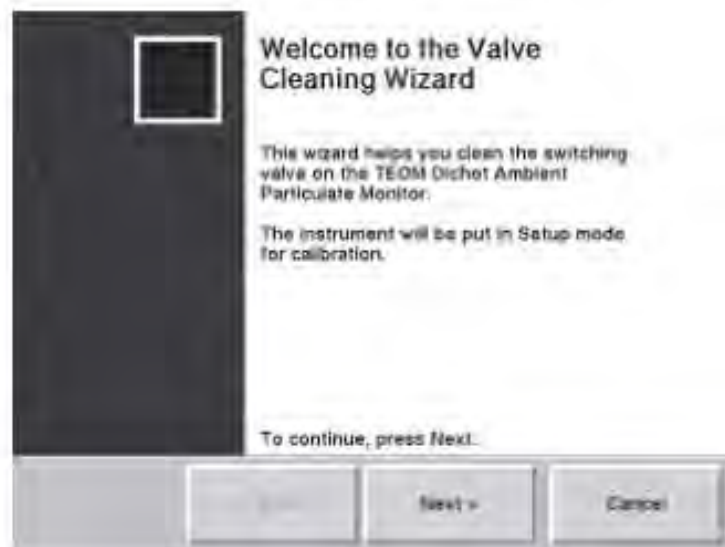 Welcome to the Valve
Cleaning Wizard
This wizard helps you clean the switching
valve on the TEOM Dichot Ambient
Particulate Monitor.
The instrument will be put in Setup mode
for calibration.
To continue, press Next.
Next >
Cancel